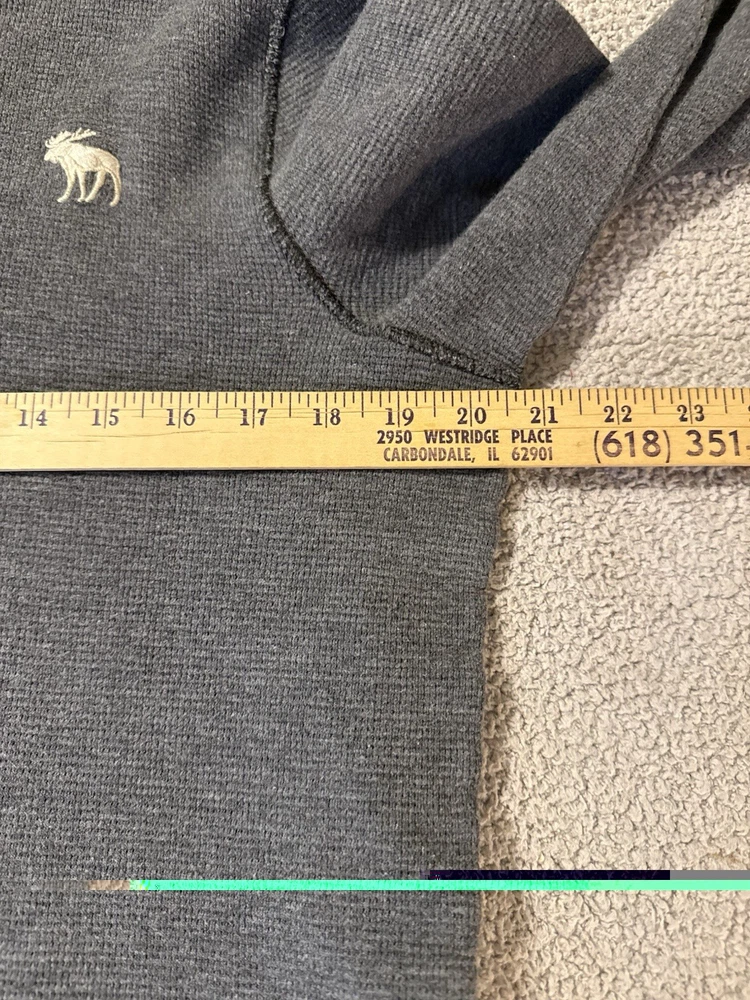 14 15 16 17 18 19 20 21 22 23
2950 WESTRIDGE PLACE
CARBONDALE, IL 62901
(618) 351-